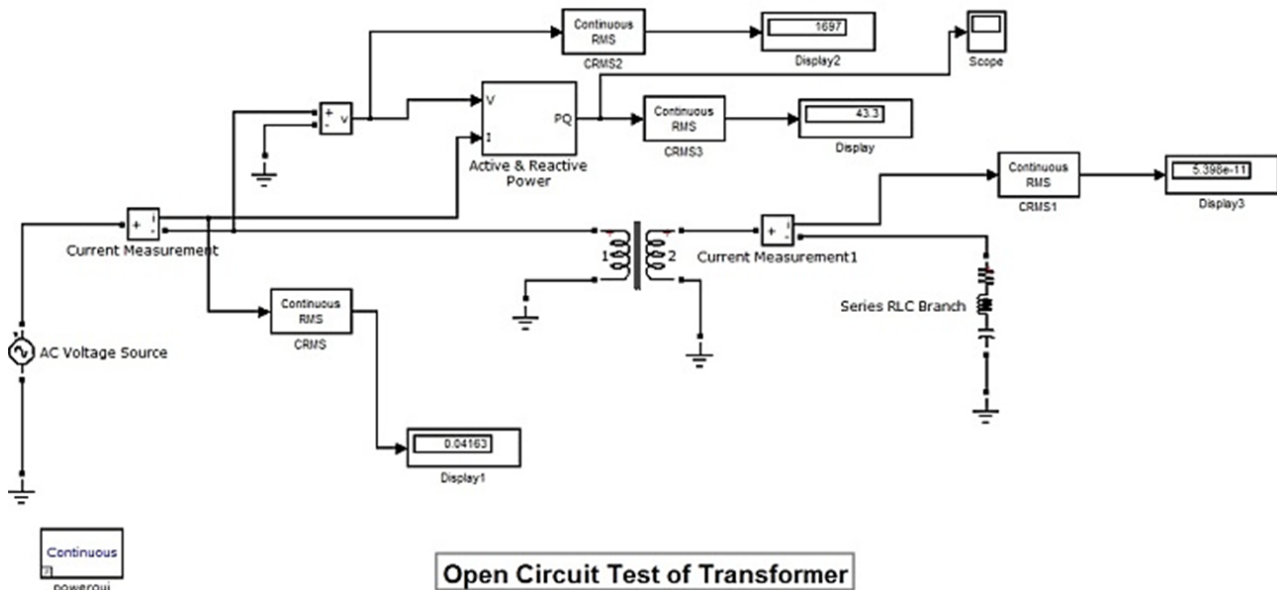 Continuous
RMS
CRMS2
1697
Display2
Scope
+
-
v
V
I
PQ
Active & Reactive
Power
Continuous
RMS
CRMS3
43.3
Display
Continuous
RMS
CRMS1
5.396e-11
Display3
+
i
-
Current Measurement
1
2
+
i
-
Current Measurement1
Series RLC Branch
Continuous
RMS
CRMS
AC Voltage Source
0.04163
Display1
Continuous
powergui
Open Circuit Test of Transformer